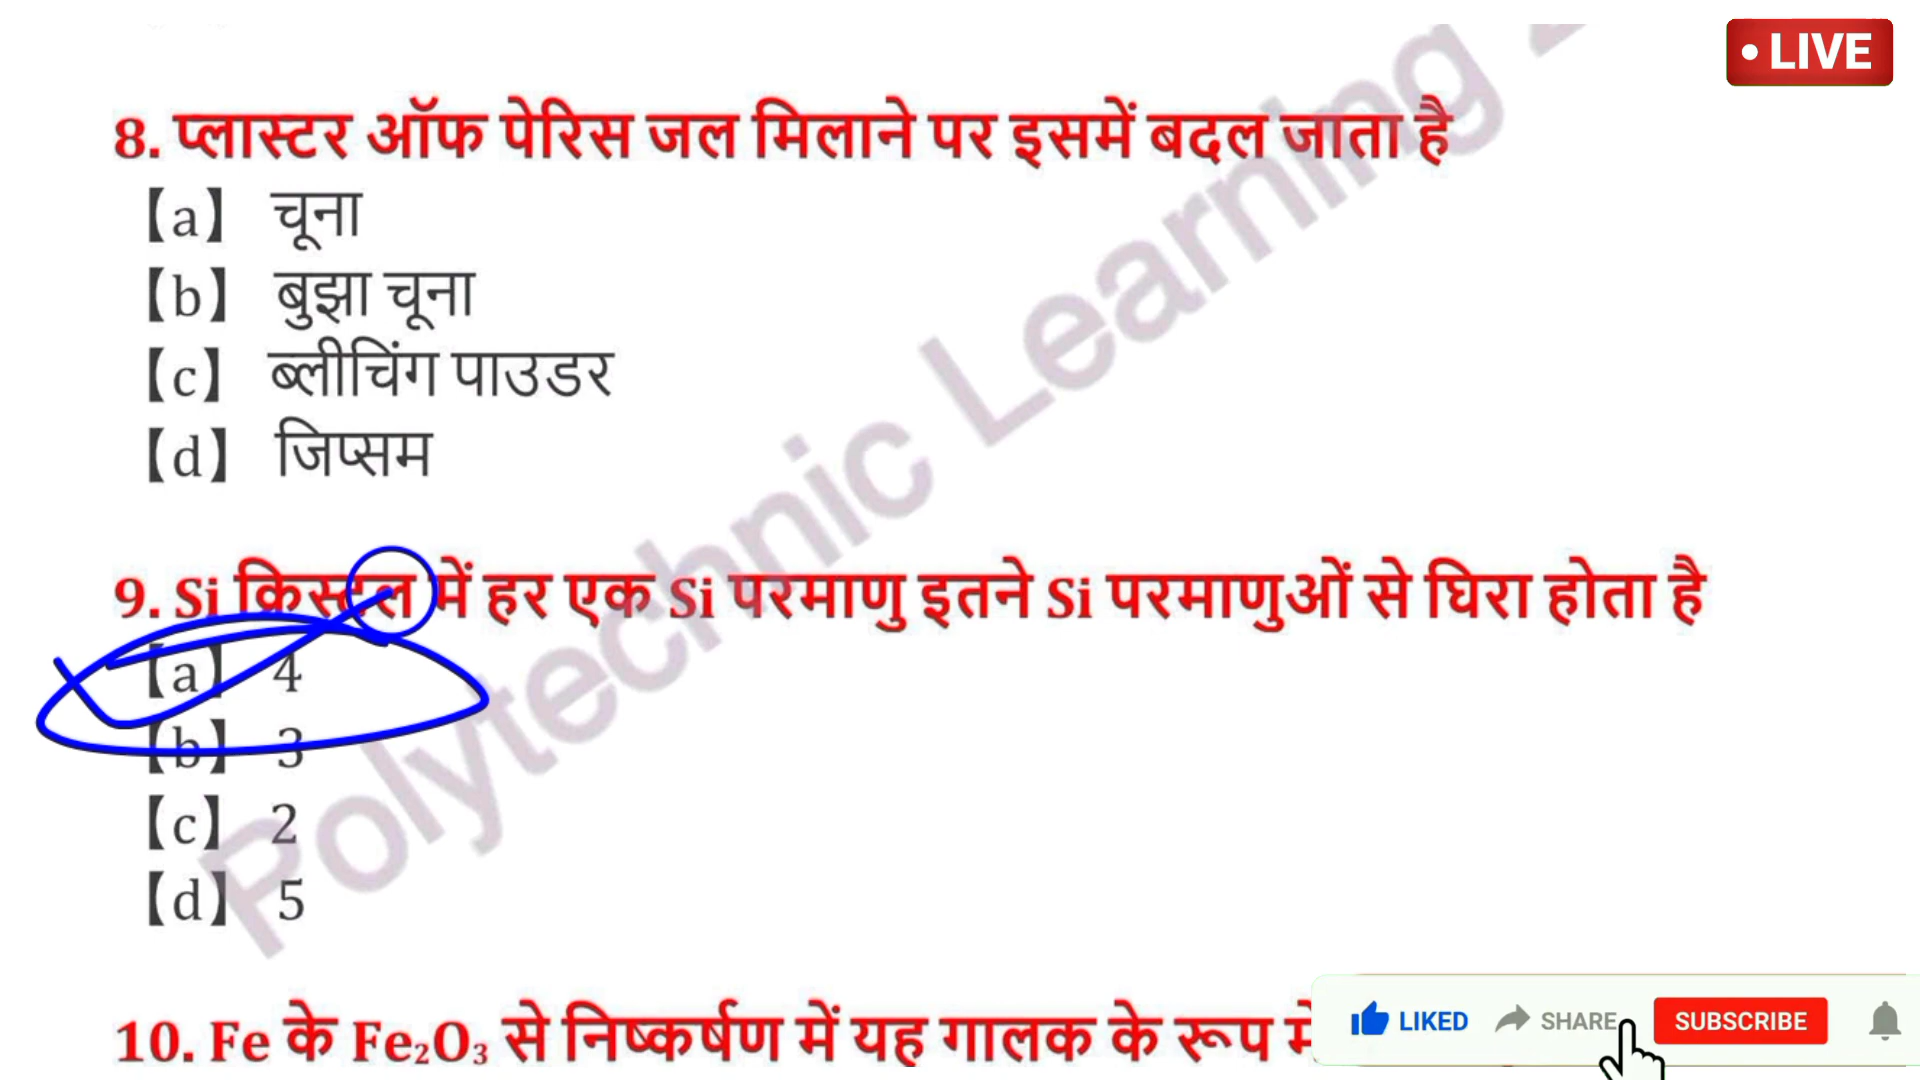 LIVE
8. प्लास्टर ऑफ पेरिस जल मिलाने पर इसमें बदल जाता है
【a】 चूना
【b】 बुझा चूना
【c】 ब्लीचिंग पाउडर
【d】 जिप्सम
9. Si क्रिस्टल में हर एक Si परमाणु इतने Si परमाणुओं से घिरा होता है
【a】 4
【b】 3
【c】 2
【d】 5
10. Fe के Fe₂O₃ से निष्कर्षण में यह गालक के रूप में
LIKED SHARE SUBSCRIBE
Polytechnic Learning